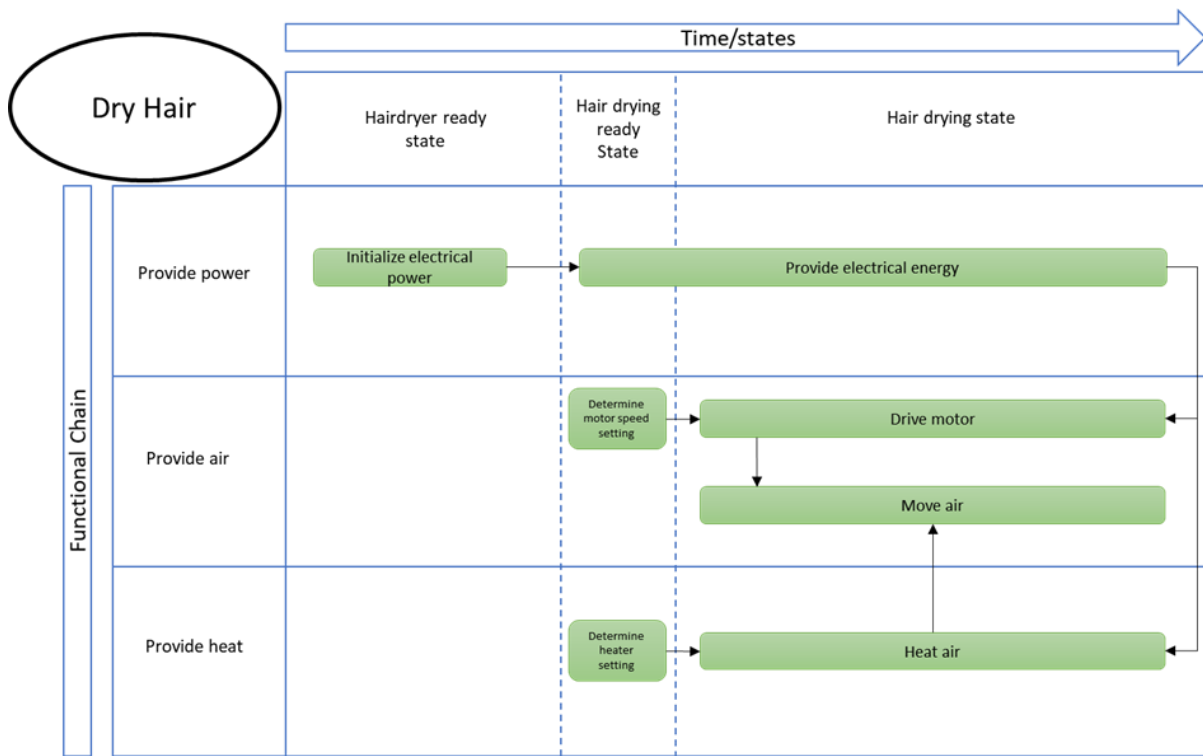 Time/states
Dry Hair
Hairdryer ready
state
Hair drying
ready
State
Hair drying state
Functional Chain
Provide power
Initialize electrical
power
Provide electrical energy
Provide air
Determine
motor speed
setting
Drive motor
Move air
Provide heat
Determine
heater
setting
Heat air